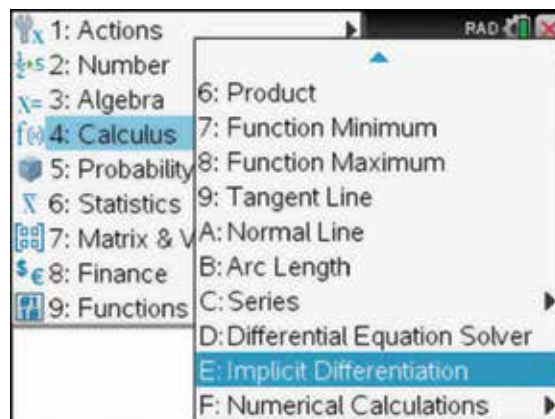 1: Actions
2: Number
3: Algebra
4: Calculus
5: Probability
6: Statistics
7: Matrix & V
8: Finance
9: Functions
RAD
6: Product
7: Function Minimum
8: Function Maximum
9: Tangent Line
A: Normal Line
B: Arc Length
C: Series
D: Differential Equation Solver
E: Implicit Differentiation
F: Numerical Calculations